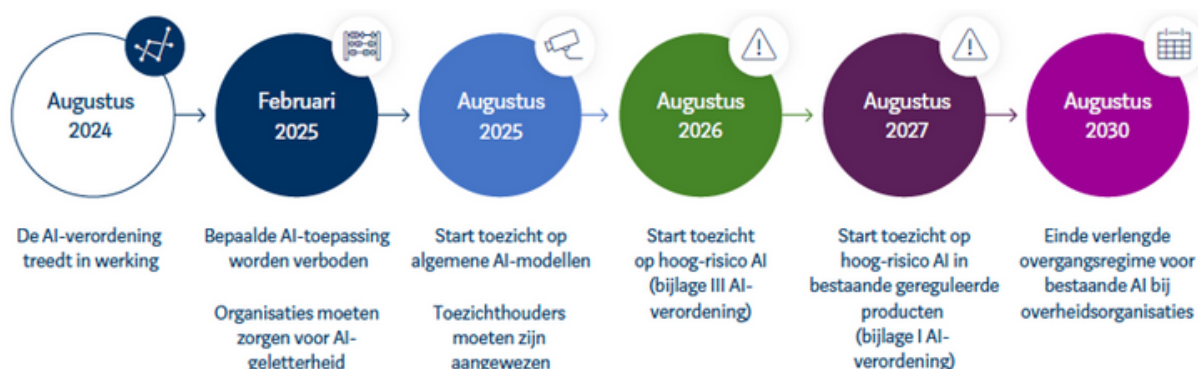 Augustus
2024
Februari
2025
Augustus
2025
Augustus
2026
Augustus
2027
Augustus
2030
De AI-verordening
treedt in werking
Bepaalde AI-toepassing
worden verboden
Organisaties moeten
zorgen voor AI-
geletterheid
Start toezicht op
algemene AI-modellen
Toezichthouders
moeten zijn
aangewezen
Start toezicht
op hoog-risico AI
(bijlage III AI-
verordening)
Start toezicht op
hoog-risico AI in
bestaande gereguleerde
producten
(bijlage I AI-
verordening)
Einde verlengde
overgangsregime voor
bestaande AI bij
overheidsorganisaties